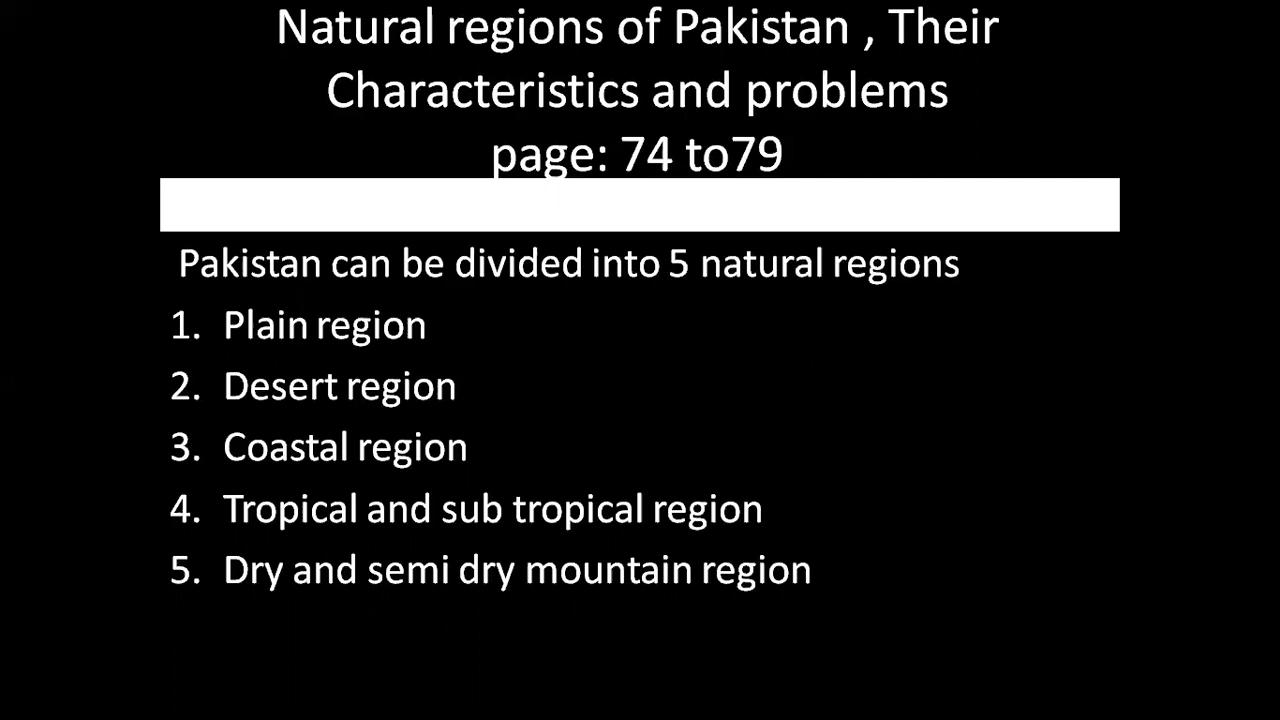 Natural regions of Pakistan , Their
Characteristics and problems
page: 74 to79
Pakistan can be divided into 5 natural regions
1. Plain region
2. Desert region
3. Coastal region
4. Tropical and sub tropical region
5. Dry and semi dry mountain region